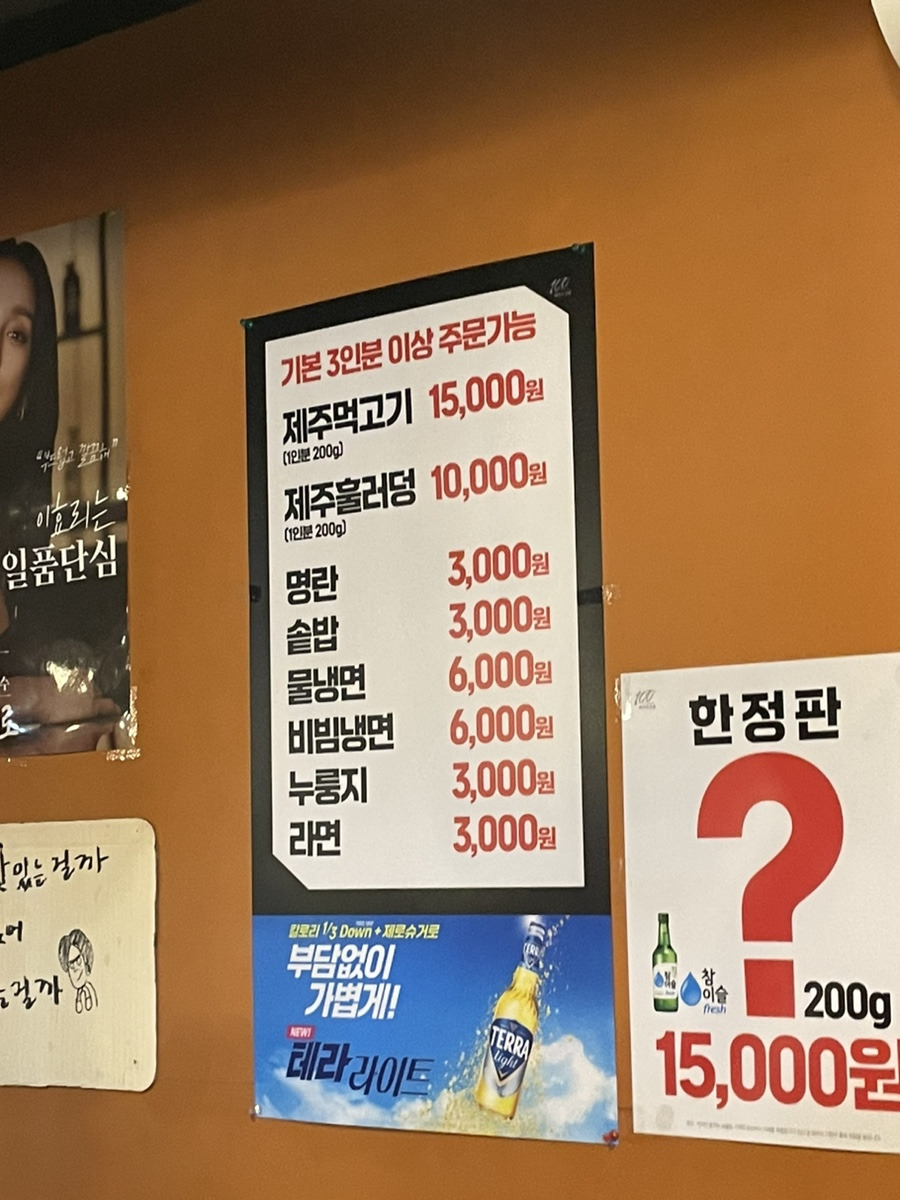 "부드럽고 깔끔해"
이효리는
일품단심
기본 3인분 이상 주문가능
제주먹고기 15,000원
(1인분 200g)
제주훌러덩 10,000원
(1인분 200g)
명란 3,000원
솥밥 3,000원
물냉면 6,000원
비빔냉면 6,000원
누룽지 3,000원
라면 3,000원
칼로리 1/3 Down + 제로슈거로
부담없이
가볍게!
NEW!
테라 라이트
TERRA
light
있는걸까
걸까
100
한정판
?
참이슬
fresh
200g
15,000원